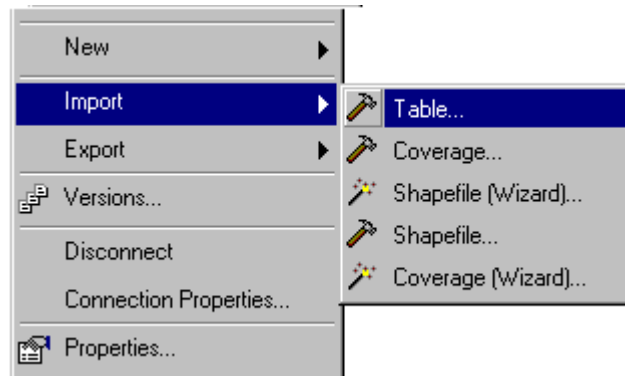 New
Import
Export
Versions...
Disconnect
Connection Properties...
Properties...
Table...
Coverage...
Shapefile (Wizard)...
Shapefile...
Coverage (Wizard)...